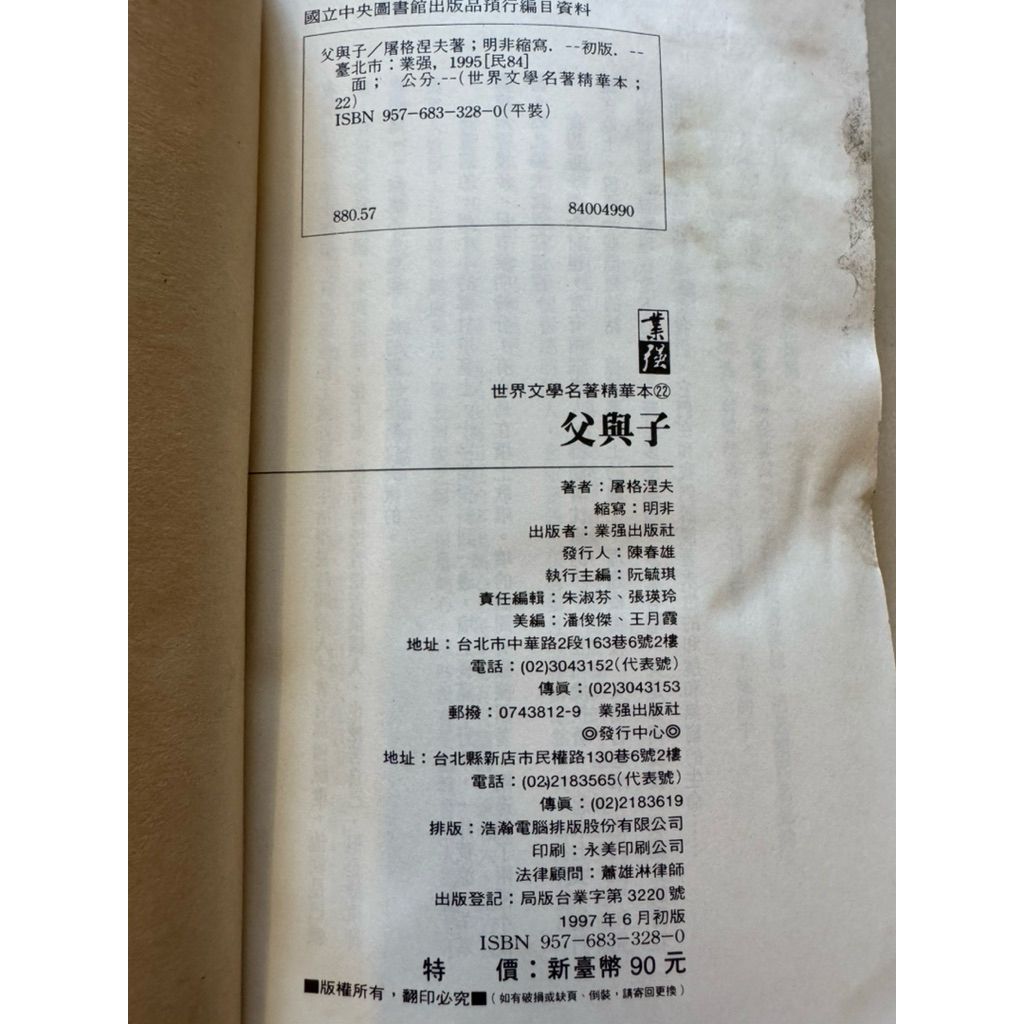 國立中央圖書館出版品預行編目資料
父與子／屠格涅夫著；明非縮寫. --初版. --
臺北市：業强, 1995[民84]
面；　公分.--(世界文學名著精華本；
22)
ISBN 957-683-328-0(平裝)
880.57　84004990
業强
世界文學名著精華本㉒
父與子
著者：屠格涅夫
縮寫：明非
出版者：業强出版社
發行人：陳春雄
執行主編：阮毓琪
責任編輯：朱淑芬、張瑛玲
美編：潘俊傑、王月霞
地址：台北市中華路2段163巷6號2樓
電話：(02)3043152(代表號)
傳眞：(02)3043153
郵撥：0743812-9　業强出版社
◎發行中心◎
地址：台北縣新店市民權路130巷6號2樓
電話：(02)2183565(代表號)
傳眞：(02)2183619
排版：浩瀚電腦排版股份有限公司
印刷：永美印刷公司
法律顧問：蕭雄淋律師
出版登記：局版台業字第 3220 號
1997 年 6 月初版
ISBN 957-683-328-0
特　價：新臺幣 90 元
■版權所有，翻印必究■(如有破損或缺頁、倒裝，請寄回更換)